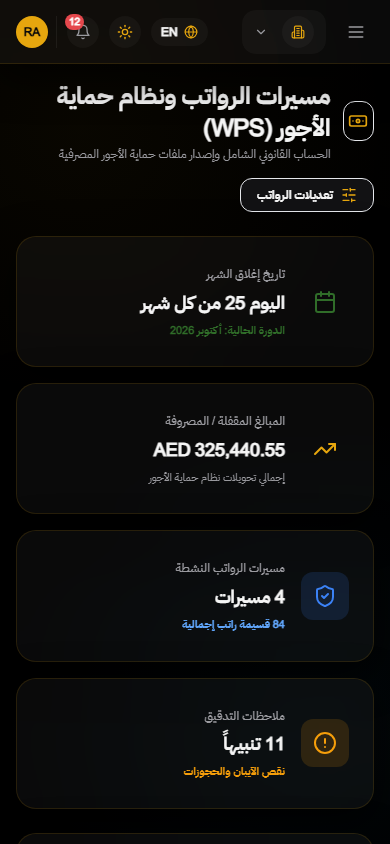 RA
12
EN
مسيرات الرواتب ونظام حماية
الأجور (WPS)
الحساب القانوني الشامل وإصدار ملفات حماية الأجور المصرفية
تعديلات الرواتب
تاريخ إغلاق الشهر
اليوم 25 من كل شهر
الدورة الحالية: أكتوبر 2026
المبالغ المقفلة / المصروفة
AED 325,440.55
إجمالي تحويلات نظام حماية الأجور
مسيرات الرواتب النشطة
4 مسيرات
84 قسيمة راتب إجمالية
ملاحظات التدقيق
11 تنبيهاً
نقص الآيبان والحجوزات